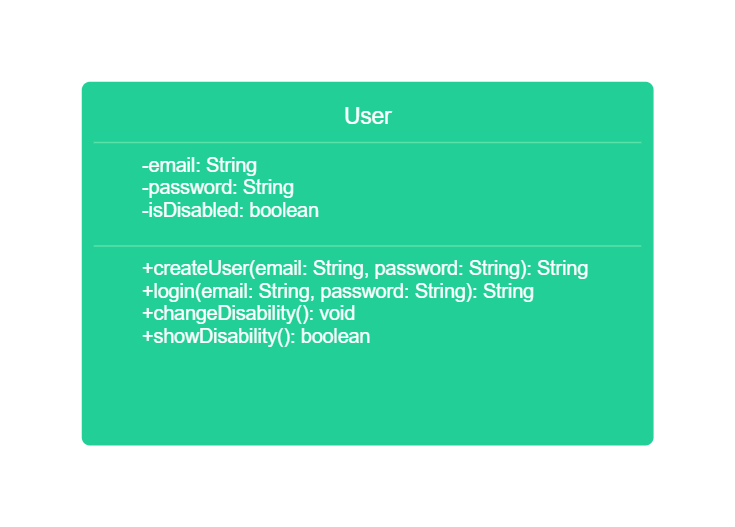 User
-email: String
-password: String
-isDisabled: boolean
+createUser(email: String, password: String): String
+login(email: String, password: String): String
+changeDisability(): void
+showDisability(): boolean